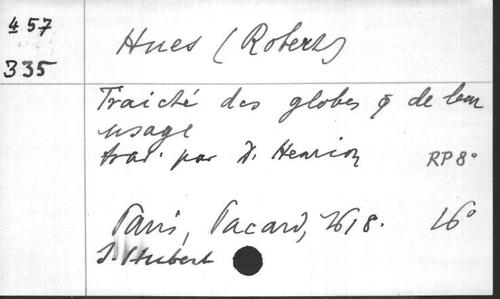 457
Hues (Robert)
335
Traicté des globes & de leur
usage
trad. par D. Henrion
RP 8°
Paris, Pacard, 1618. 16°
S. Hubert